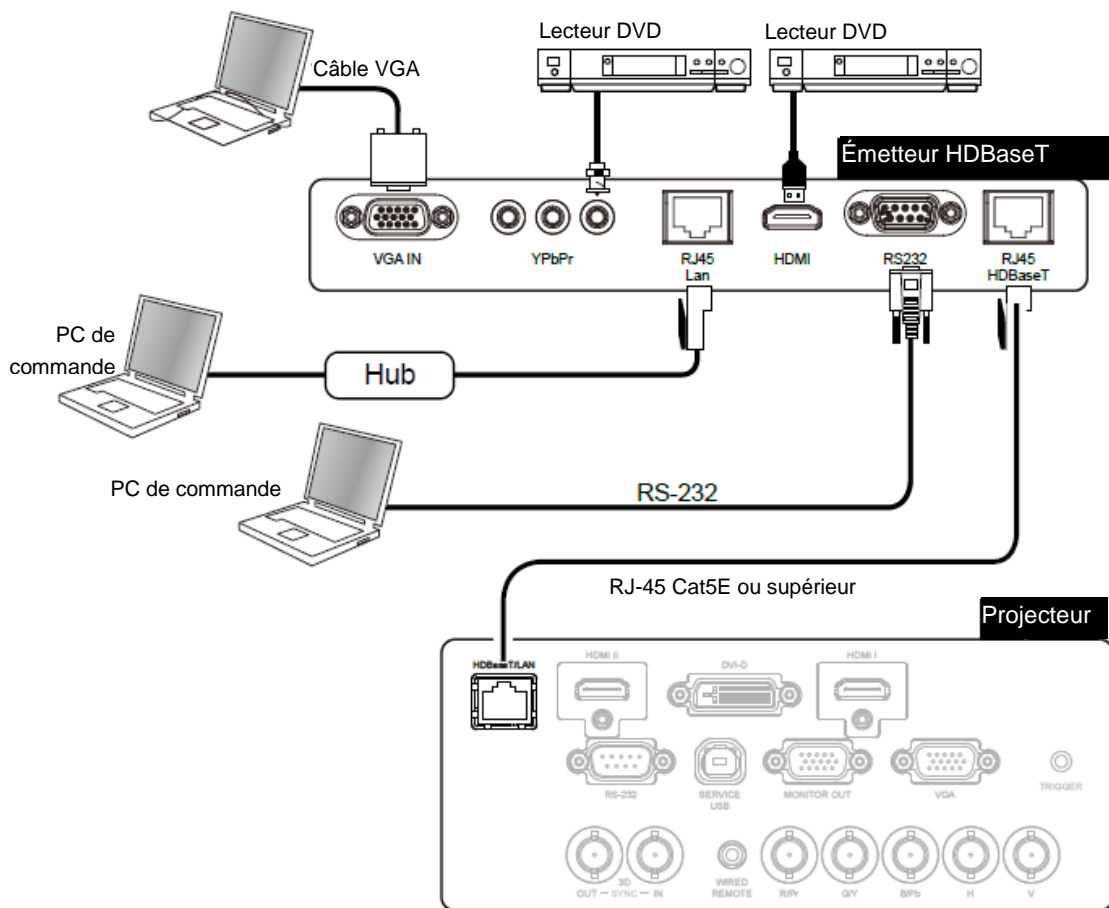 Lecteur DVD
Lecteur DVD
Câble VGA
Émetteur HDBaseT
VGA IN
YPbPr
RJ45
Lan
HDMI
RS232
RJ45
HDBaseT
PC de
commande
Hub
PC de commande
RS-232
RJ-45 Cat5E ou supérieur
Projecteur
HDBaseT/LAN
HDMI II
DVI-D
HDMI I
RS-232
SERVICE
USB
MONITOR OUT
VGA
TRIGGER
OUT — 3D SYNC — IN
WIRED
REMOTE
R/Pr
G/Y
B/Pb
H
V